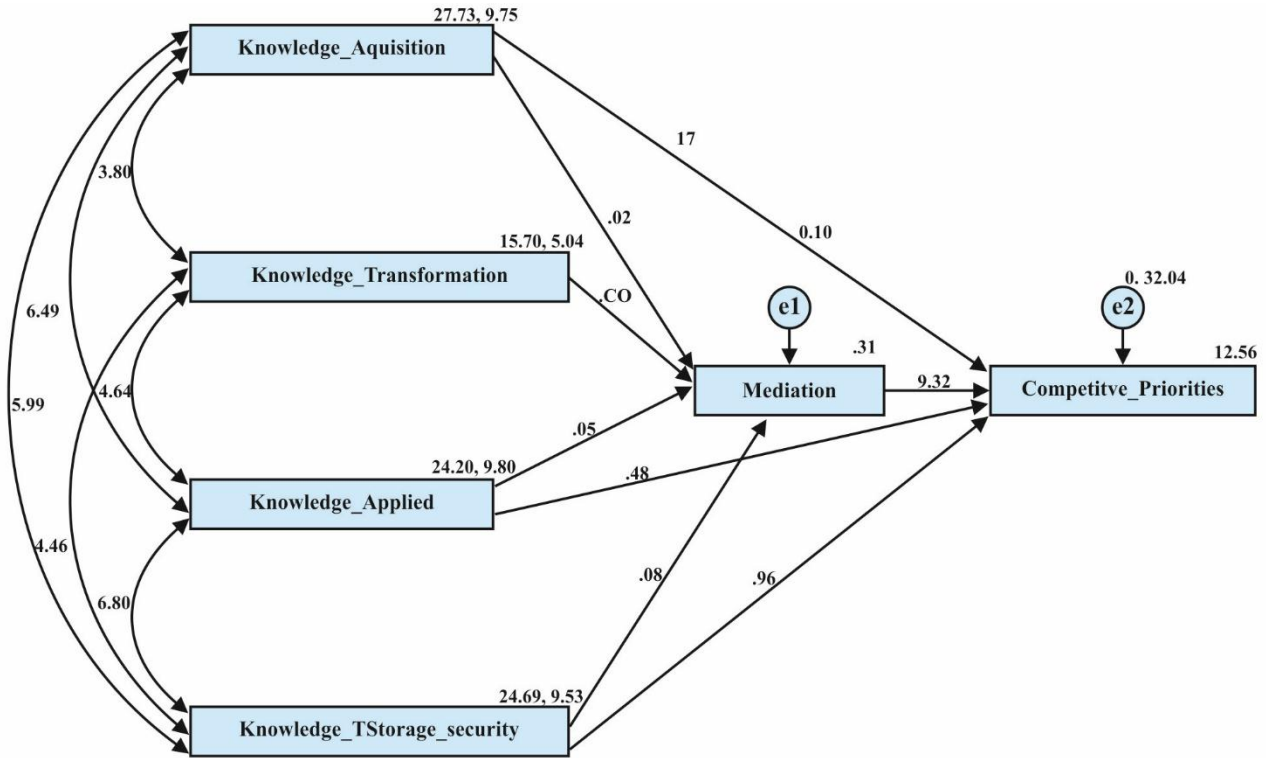 27.73, 9.75
Knowledge_Aquisition
17
3.80
.02
0.10
15.70, 5.04
Knowledge_Transformation
.CO
0. 32.04
e1
e2
6.49
.31
12.56
Mediation
9.32
Competitve_Priorities
4.64
5.99
.05
24.20, 9.80
.48
Knowledge_Applied
4.46
.08
.96
6.80
24.69, 9.53
Knowledge_TStorage_security